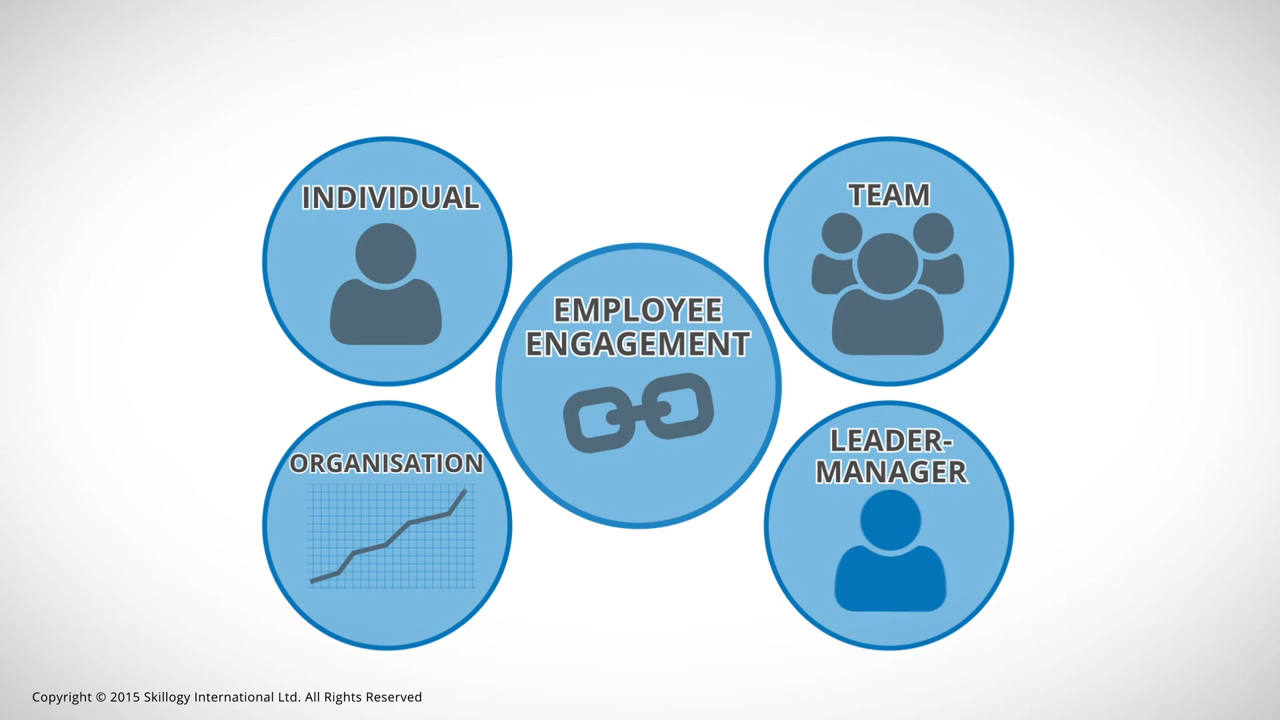 INDIVIDUAL
TEAM
EMPLOYEE
ENGAGEMENT
ORGANISATION
LEADER-
MANAGER
Copyright © 2015 Skillogy International Ltd. All Rights Reserved